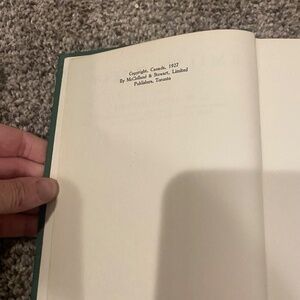 Copyright, Canada, 1927
By McClelland & Stewart, Limited
Publishers, Toronto